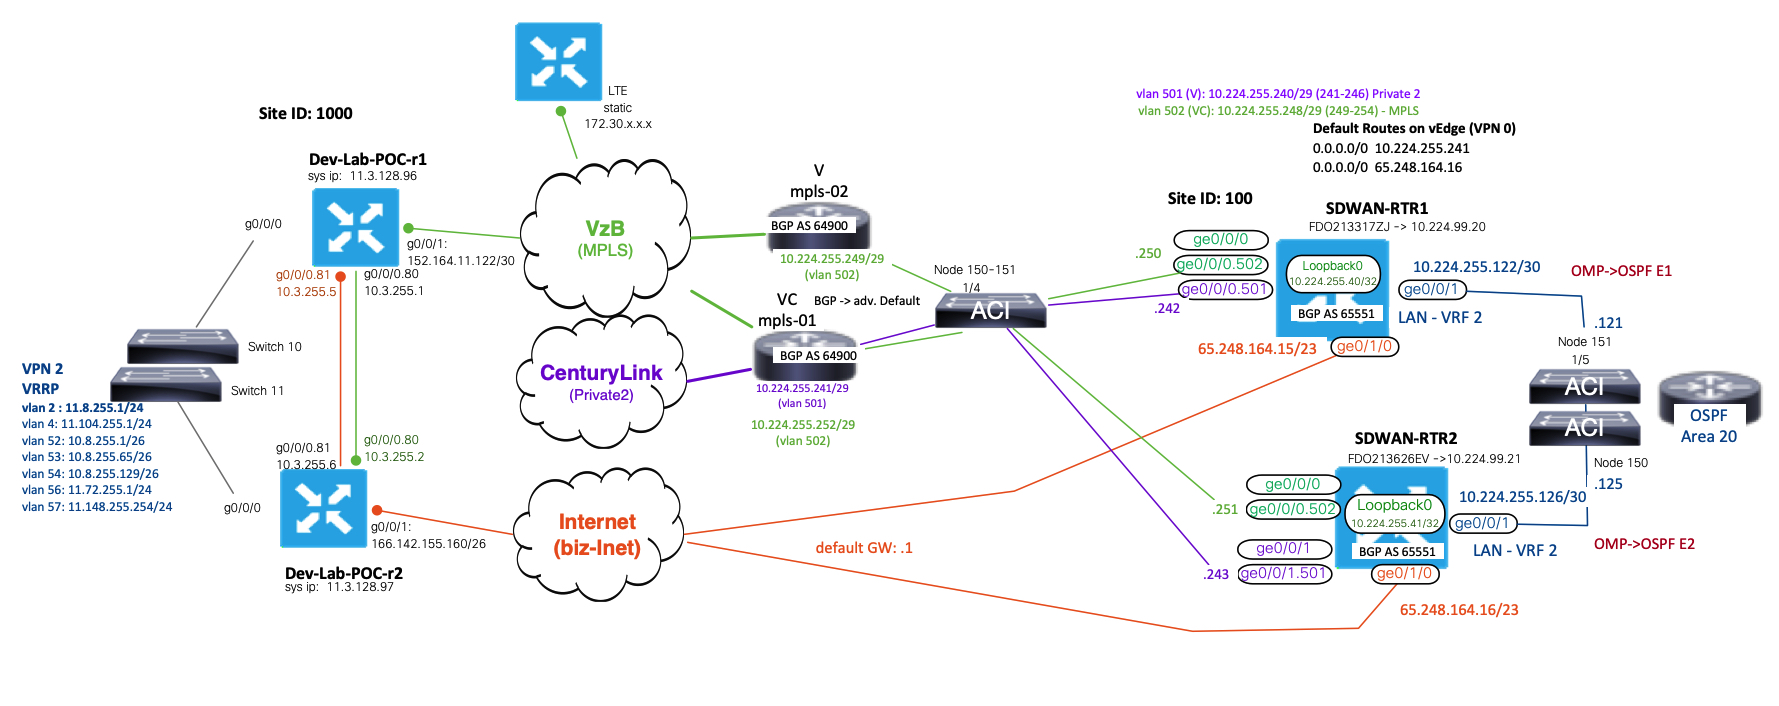 LTE
static
172.30.x.x.x
Site ID: 1000
Dev-Lab-POC-r1
sys ip: 11.3.128.96
g0/0/0
g0/0/1:
152.164.11.122/30
g0/0/0.81
10.3.255.5
g0/0/0.80
10.3.255.1
Switch 10
Switch 11
VPN 2
VRRP
vlan 2 : 11.8.255.1/24
vlan 4: 11.104.255.1/24
vlan 52: 10.8.255.1/26
vlan 53: 10.8.255.65/26
vlan 54: 10.8.255.129/26
vlan 56: 11.72.255.1/24
vlan 57: 11.148.255.254/24
g0/0/0.81
10.3.255.6
g0/0/0.80
10.3.255.2
g0/0/0
g0/0/1:
166.142.155.160/26
Dev-Lab-POC-r2
sys ip: 11.3.128.97
VzB
(MPLS)
CenturyLink
(Private2)
Internet
(biz-Inet)
V
mpls-02
BGP AS 64900
10.224.255.249/29
(vlan 502)
VC
mpls-01
BGP -> adv. Default
BGP AS 64900
10.224.255.241/29
(vlan 501)
10.224.255.252/29
(vlan 502)
default GW: .1
Node 150-151
1/4
ACI
vlan 501 (V): 10.224.255.240/29 (241-246) Private 2
vlan 502 (VC): 10.224.255.248/29 (249-254) - MPLS
Default Routes on vEdge (VPN 0)
0.0.0.0/0 10.224.255.241
0.0.0.0/0 65.248.164.16
Site ID: 100
SDWAN-RTR1
FDO213317ZJ -> 10.224.99.20
ge0/0/0
.250
ge0/0/0.502
ge0/0/0.501
.242
Loopback0
10.224.255.40/32
BGP AS 65551
10.224.255.122/30
ge0/0/1
LAN - VRF 2
OMP->OSPF E1
65.248.164.15/23
ge0/1/0
.121
Node 151
1/5
ACI
ACI
OSPF
Area 20
Node 150
.125
SDWAN-RTR2
FDO213626EV ->10.224.99.21
ge0/0/0
.251
ge0/0/0.502
ge0/0/1
.243
ge0/0/1.501
Loopback0
10.224.255.41/32
BGP AS 65551
10.224.255.126/30
ge0/0/1
LAN - VRF 2
OMP->OSPF E2
ge0/1/0
65.248.164.16/23